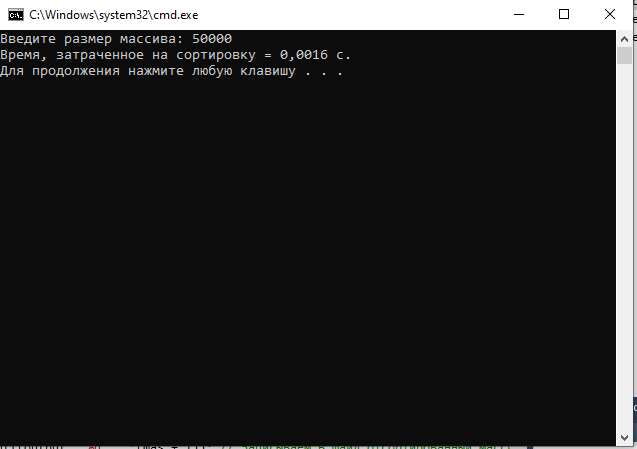 C:\Windows\system32\cmd.exe
Введите размер массива: 50000
Время, затраченное на сортировку = 0,0016 с.
Для продолжения нажмите любую клавишу . . .